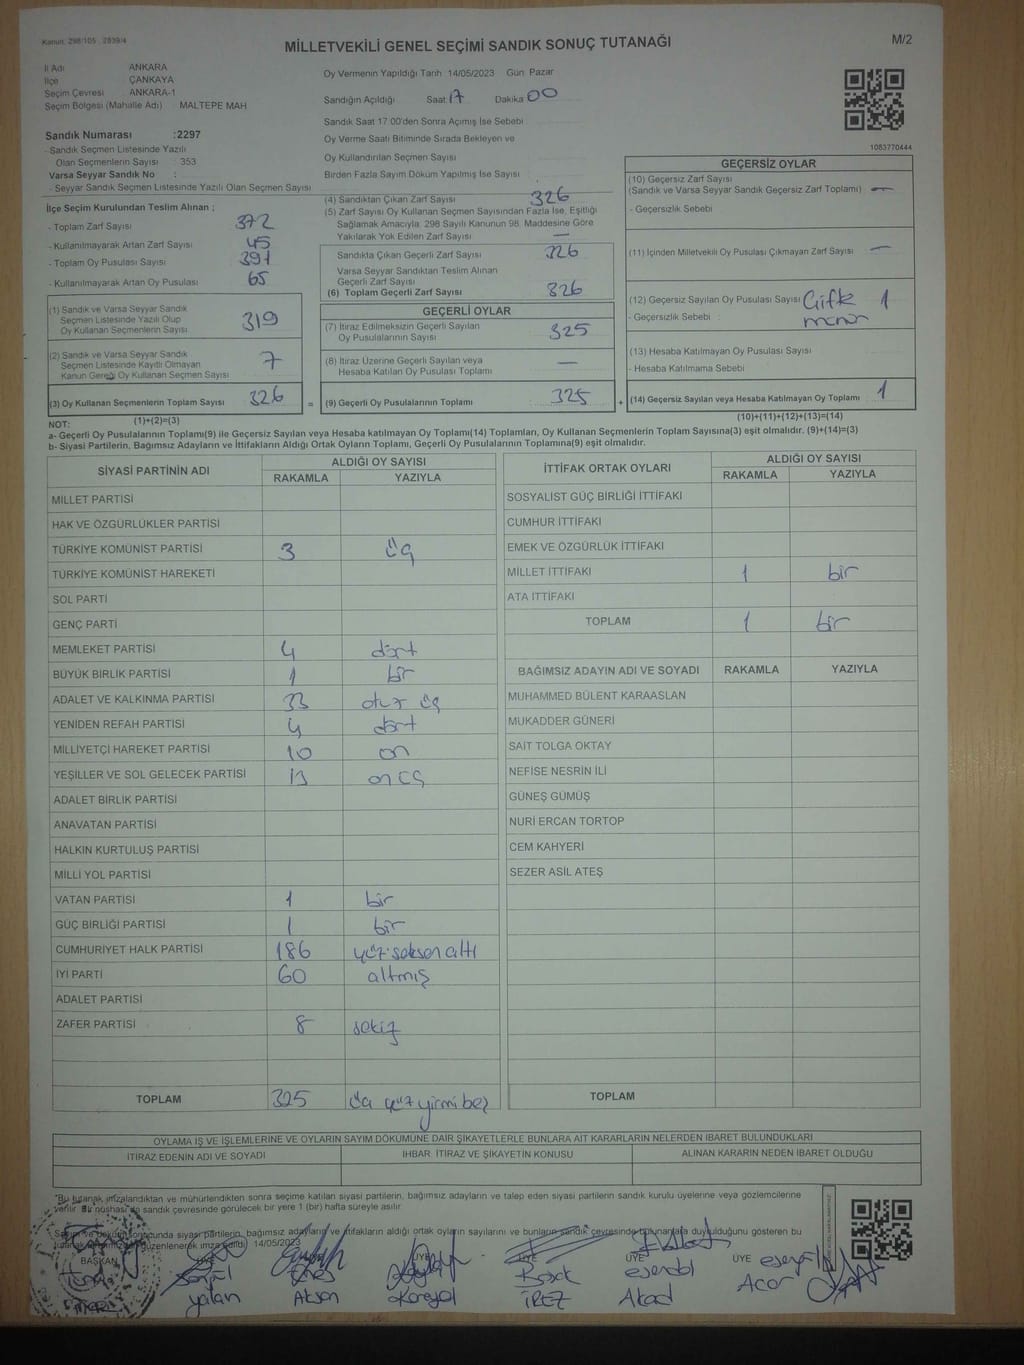 Kanun: 298/105 , 2839/4
MİLLETVEKİLİ GENEL SEÇİMİ SANDIK SONUÇ TUTANAĞI
M/2
İl Adı ANKARA
İlçe ÇANKAYA
Seçim Çevresi ANKARA-1
Seçim Bölgesi (Mahalle Adı) MALTEPE MAH
Sandık Numarası :2297
- Sandık Seçmen Listesinde Yazılı
Olan Seçmenlerin Sayısı : 353
Varsa Seyyar Sandık No :
- Seyyar Sandık Seçmen Listesinde Yazılı Olan Seçmen Sayısı
Oy Vermenin Yapıldığı Tarih 14/05/2023 Gün Pazar
Sandığın Açıldığı Saat 17 Dakika 00
Sandık Saat 17:00'den Sonra Açımış İse Sebebi
Oy Verme Saati Bitiminde Sırada Bekleyen ve
Oy Kullandırılan Seçmen Sayısı
Birden Fazla Sayım Döküm Yapılmış İse Sayısı
1083770444
İlçe Seçim Kurulundan Teslim Alınan ;
- Toplam Zarf Sayısı 372
- Kullanılmayarak Artan Zarf Sayısı 45
- Toplam Oy Pusulası Sayısı 391
- Kullanılmayarak Artan Oy Pusulası 65
(1) Sandık ve Varsa Seyyar Sandık
Seçmen Listesinde Yazılı Olup
Oy Kullanan Seçmenlerin Sayısı 319
(2) Sandık ve Varsa Seyyar Sandık
Seçmen Listesinde Kayıtlı Olmayan
Kanun Gereği Oy Kullanan Seçmen Sayısı 7
(3) Oy Kullanan Seçmenlerin Toplam Sayısı 326
(4) Sandıktan Çıkan Zarf Sayısı 326
(5) Zarf Sayısı Oy Kullanan Seçmen Sayısından Fazla İse, Eşitliği
Sağlamak Amacıyla, 298 Sayılı Kanunun 98. Maddesine Göre
Yakılarak Yok Edilen Zarf Sayısı —
Sandıkla Çıkan Geçerli Zarf Sayısı 326
Varsa Seyyar Sandıktan Teslim Alınan
Geçerli Zarf Sayısı
(6) Toplam Geçerli Zarf Sayısı 326
GEÇERLİ OYLAR
(7) İtiraz Edilmeksizin Geçerli Sayılan
Oy Pusulalarının Sayısı 325
(8) İtiraz Üzerine Geçerli Sayılan veya
Hesaba Katılan Oy Pusulası Toplamı —
= (9) Geçerli Oy Pusulalarının Toplamı 325 +
GEÇERSİZ OYLAR
(10) Geçersiz Zarf Sayısı
(Sandık ve Varsa Seyyar Sandık Geçersiz Zarf Toplamı) —
- Geçersizlik Sebebi
(11) İçinden Milletvekili Oy Pusulası Çıkmayan Zarf Sayısı —
(12) Geçersiz Sayılan Oy Pusulası Sayısı Çift 1
- Geçersizlik Sebebi
(13) Hesaba Katılmayan Oy Pusulası Sayısı
- Hesaba Katılmama Sebebi
(14) Geçersiz Sayılan veya Hesaba Katılmayan Oy Toplamı 1
NOT: (1)+(2)=(3) (10)+(11)+(12)+(13)=(14)
a- Geçerli Oy Pusulalarının Toplamı(9) ile Geçersiz Sayılan veya Hesaba katılmayan Oy Toplamı(14) Toplamları, Oy Kullanan Seçmenlerin Toplam Sayısına(3) eşit olmalıdır. (9)+(14)=(3)
b- Siyasi Partilerin, Bağımsız Adayların ve İttifakların Aldığı Ortak Oyların Toplamı, Geçerli Oy Pusulalarının Toplamına(9) eşit olmalıdır.
SİYASİ PARTİNİN ADI ALDIĞI OY SAYISI
RAKAMLA YAZIYLA
MİLLET PARTİSİ
HAK VE ÖZGÜRLÜKLER PARTİSİ
TÜRKİYE KOMÜNİST PARTİSİ 3 üç
TÜRKİYE KOMÜNİST HAREKETİ
SOL PARTİ
GENÇ PARTİ
MEMLEKET PARTİSİ 4 dört
BÜYÜK BİRLİK PARTİSİ 1 bir
ADALET VE KALKINMA PARTİSİ 33 otuz üç
YENİDEN REFAH PARTİSİ 4 dört
MİLLİYETÇİ HAREKET PARTİSİ 10 on
YEŞİLLER VE SOL GELECEK PARTİSİ 13 on üç
ADALET BİRLİK PARTİSİ
ANAVATAN PARTİSİ
HALKIN KURTULUŞ PARTİSİ
MİLLİ YOL PARTİSİ
VATAN PARTİSİ 1 bir
GÜÇ BİRLİĞİ PARTİSİ 1 bir
CUMHURİYET HALK PARTİSİ 186 yüz seksen altı
İYİ PARTİ 60 altmış
ADALET PARTİSİ
ZAFER PARTİSİ 8 sekiz
TOPLAM 325 üç yüz yirmi beş
İTTİFAK ORTAK OYLARI ALDIĞI OY SAYISI
RAKAMLA YAZIYLA
SOSYALİST GÜÇ BİRLİĞİ İTTİFAKI
CUMHUR İTTİFAKI
EMEK VE ÖZGÜRLÜK İTTİFAKI
MİLLET İTTİFAKI 1 bir
ATA İTTİFAKI
TOPLAM 1 bir
BAĞIMSIZ ADAYIN ADI VE SOYADI RAKAMLA YAZIYLA
MUHAMMED BÜLENT KARAASLAN
MUKADDER GÜNERİ
SAİT TOLGA OKTAY
NEFİSE NESRİN İLİ
GÜNEŞ GÜMÜŞ
NURİ ERCAN TORTOP
CEM KAHYERİ
SEZER ASİL ATEŞ
TOPLAM
OYLAMA İŞ VE İŞLEMLERİNE VE OYLARIN SAYIM DÖKÜMÜNE DAİR ŞİKAYETLERLE BUNLARA AİT KARARLARIN NELERDEN İBARET BULUNDUKLARI
İTİRAZ EDENİN ADI VE SOYADI İHBAR, İTİRAZ VE ŞİKAYETİN KONUSU ALINAN KARARIN NEDEN İBARET OLDUĞU
"Bu tutanak imzalandıktan ve mühürlendikten sonra seçime katılan siyasi partilerin, bağımsız adayların ve talep eden siyasi partilerin sandık kurulu üyelerine veya gözlemcilerine
verilir. Bir nüshası da sandık çevresinde görülecek bir yere 1 (bir) hafta süreyle asılır.
Sayım ve döküm sonucunda siyasi partilerin, bağımsız adayların ve ittifakların aldığı ortak oyların sayılarını ve bunların sandık çevresinde bulunanlara duyulduğunu gösteren bu
düzenlenerek imza edildi 14/05/2023
BAŞKAN ÜYE ÜYE ÜYE ÜYE
yalan Akson İREZ Akad Acar